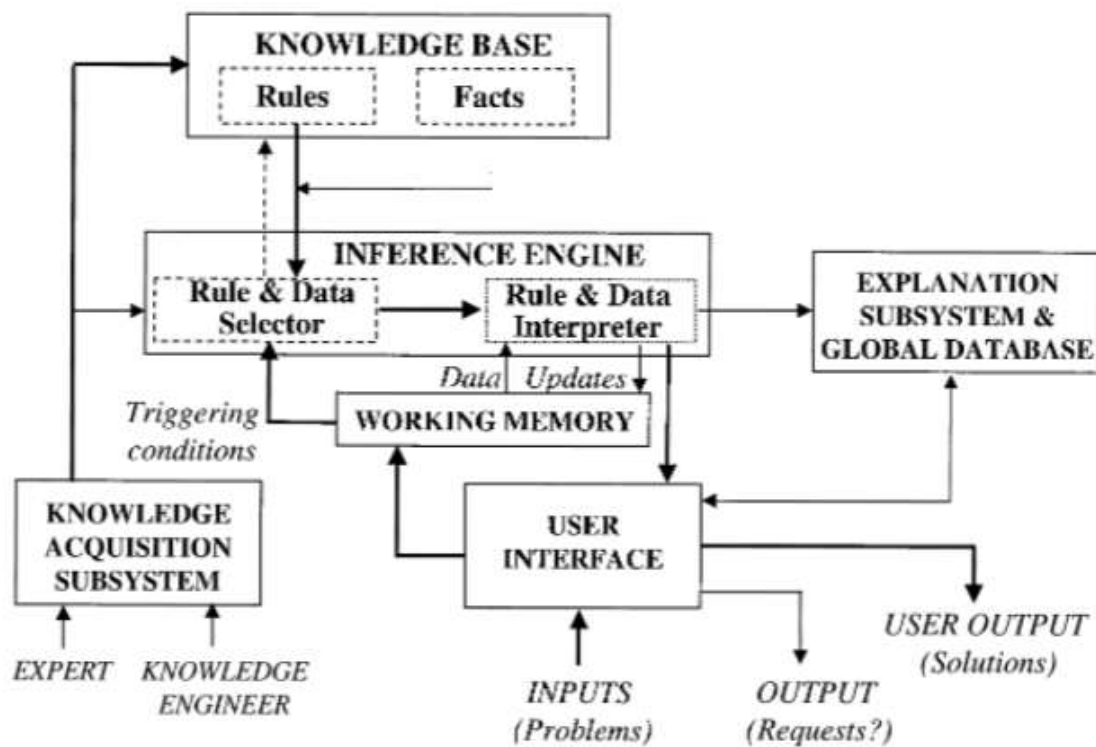 KNOWLEDGE BASE
Rules
Facts
INFERENCE ENGINE
Rule & Data
Selector
Rule & Data
Interpreter
EXPLANATION
SUBSYSTEM &
GLOBAL DATABASE
Data
Updates
Triggering
conditions
WORKING MEMORY
KNOWLEDGE
ACQUISITION
SUBSYSTEM
USER
INTERFACE
EXPERT
KNOWLEDGE
ENGINEER
INPUTS
(Problems)
OUTPUT
(Requests?)
USER OUTPUT
(Solutions)